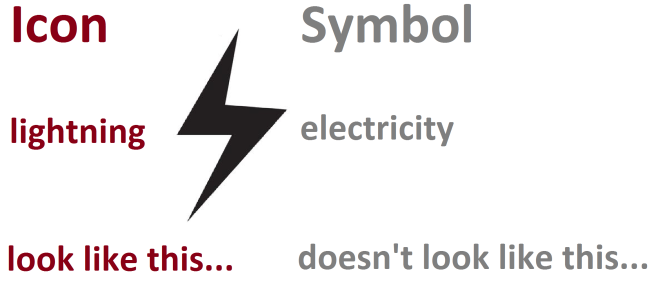 Icon
Symbol
lightning
electricity
look like this...
doesn't look like this...